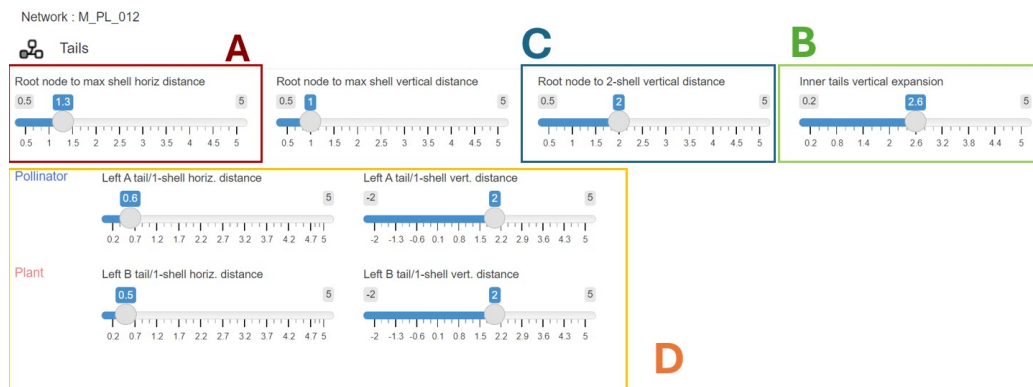 Network : M_PL_012
Tails
A
C
B
Root node to max shell horiz distance
0.5 1.3 5
0.5 1 1.5 2 2.5 3 3.5 4 4.5 5
Root node to max shell vertical distance
0.5 1 5
0.5 1 1.5 2 2.5 3 3.5 4 4.5 5
Root node to 2-shell vertical distance
0.5 2 5
0.5 1 1.5 2 2.5 3 3.5 4 4.5 5
Inner tails vertical expansion
0.2 2.6 5
0.2 0.8 1.4 2 2.6 3.2 3.8 4.4 5
Pollinator
Left A tail/1-shell horiz. distance
0.6 5
0.2 0.7 1.2 1.7 2.2 2.7 3.2 3.7 4.2 4.7 5
Left A tail/1-shell vert. distance
-2 2 5
-2 -1.3 -0.6 0.1 0.8 1.5 2.2 2.9 3.6 4.3 5
Plant
Left B tail/1-shell horiz. distance
0.5 5
0.2 0.7 1.2 1.7 2.2 2.7 3.2 3.7 4.2 4.7 5
Left B tail/1-shell vert. distance
-2 2 5
-2 -1.3 -0.6 0.1 0.8 1.5 2.2 2.9 3.6 4.3 5
D